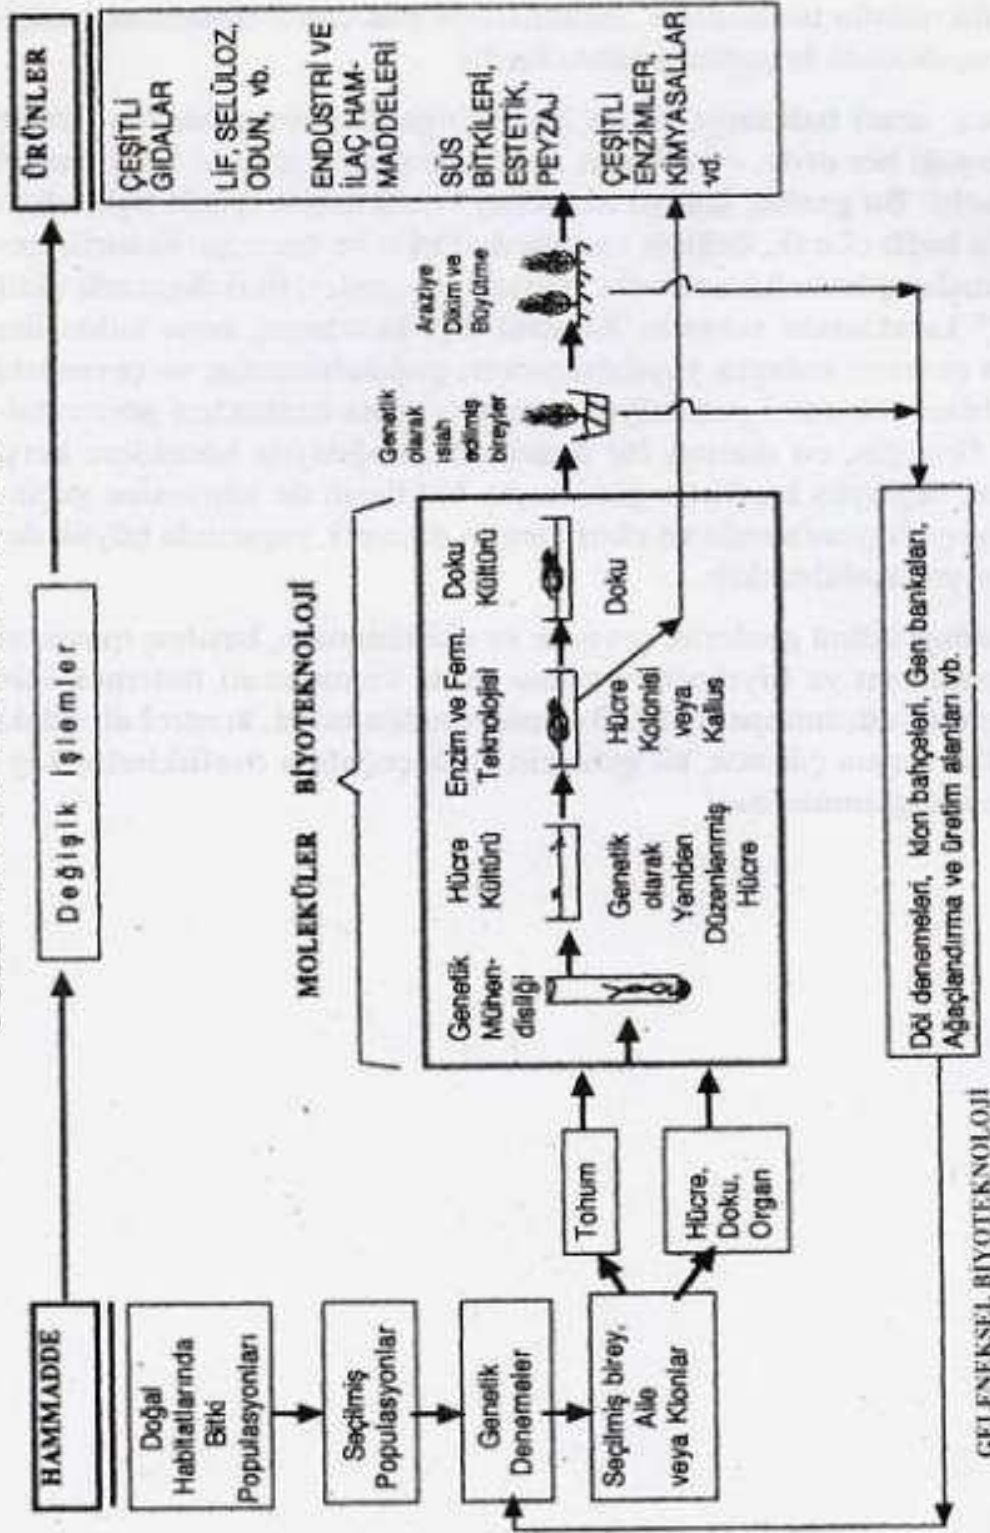 HAMMADDE
Değişik İşlemler
ÜRÜNLER
Doğal
Habitatlarında
Bitki
Populasyonları
Seçilmiş
Populasyonlar
Genetik
Denemeler
Seçilmiş birey,
Aile
veya Klonlar
Tohum
Hücre,
Doku,
Organ
MOLEKÜLER BİYOTEKNOLOJİ
Genetik
Mühen-
disliği
Hücre
Kültürü
Enzim ve Ferm.
Teknolojisi
Doku
Kültürü
Genetik
olarak
Yeniden
Düzenlenmiş
Hücre
Hücre
Kolonisi
veya
Kallus
Doku
Genetik
olarak
ıslah
edilmiş
bireyler
Araziye
Dikim ve
Büyütme
ÇEŞİTLİ
GIDALAR
LİF, SELÜLOZ,
ODUN, vb.
ENDÜSTRİ VE
İLAÇ HAM-
MADDELERİ
SÜS
BİTKİLERİ,
ESTETİK,
PEYZAJ
ÇEŞİTLİ
ENZİMLER,
KİMYASALAR
vd.
Döl denemeleri, klon bahçeleri, Gen bankaları,
Ağaçlandırma ve üretim alanları vb.
GELENEKSEL BİYOTEKNOLOJİ